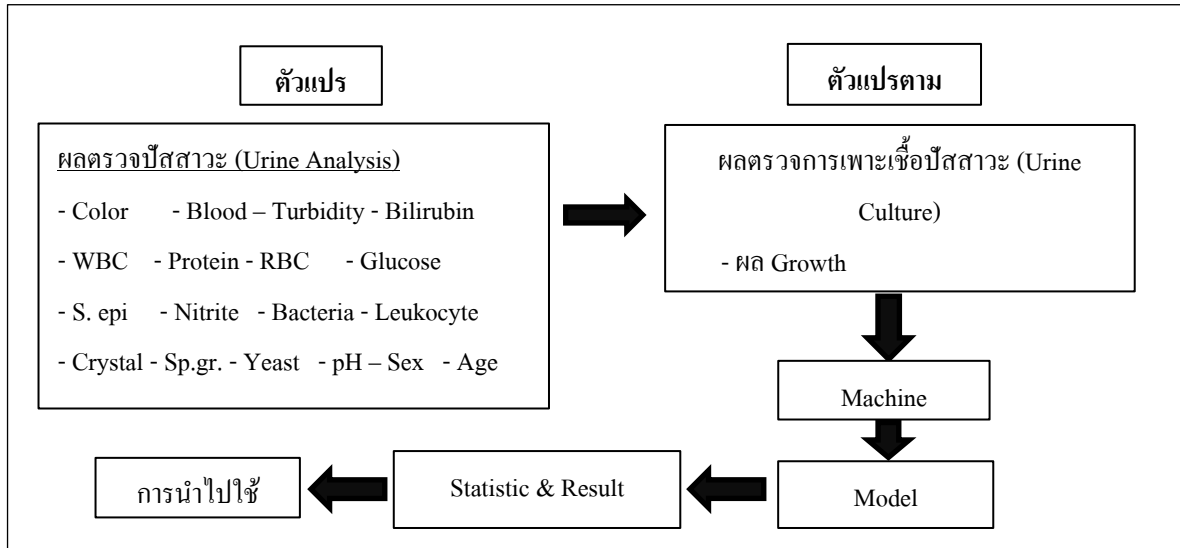 ตัวแปร
ผลตรวจปัสสาวะ (Urine Analysis)
- Color - Blood – Turbidity - Bilirubin
- WBC - Protein - RBC - Glucose
- S. epi - Nitrite - Bacteria - Leukocyte
- Crystal - Sp.gr. - Yeast - pH – Sex - Age
ตัวแปรตาม
ผลตรวจการเพาะเชื้อปัสสาวะ (Urine
Culture)
- ผล Growth
Machine
Model
Statistic & Result
การนำไปใช้